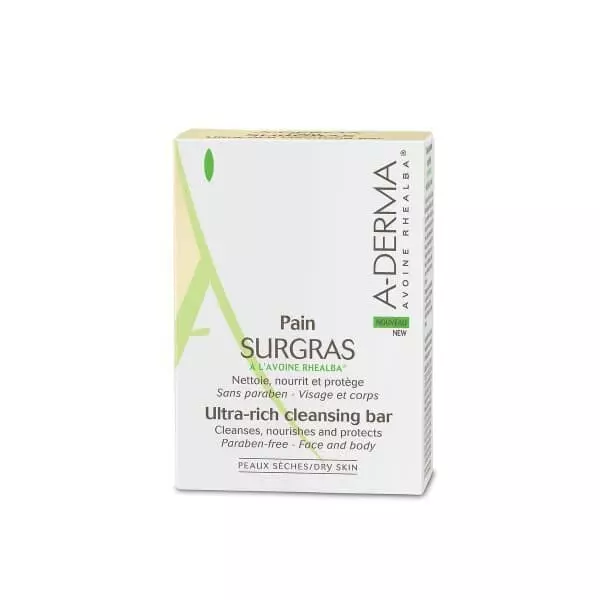 A-DERMA
AVOINE RHEALBA®
NOUVEAU
NEW
Pain
SURGRAS
À L'AVOINE RHEALBA®
Nettoie, nourrit et protège
Sans paraben - Visage et corps
Ultra-rich cleansing bar
Cleanses, nourishes and protects
Paraben-free - Face and body
PEAUX SÈCHES/DRY SKIN